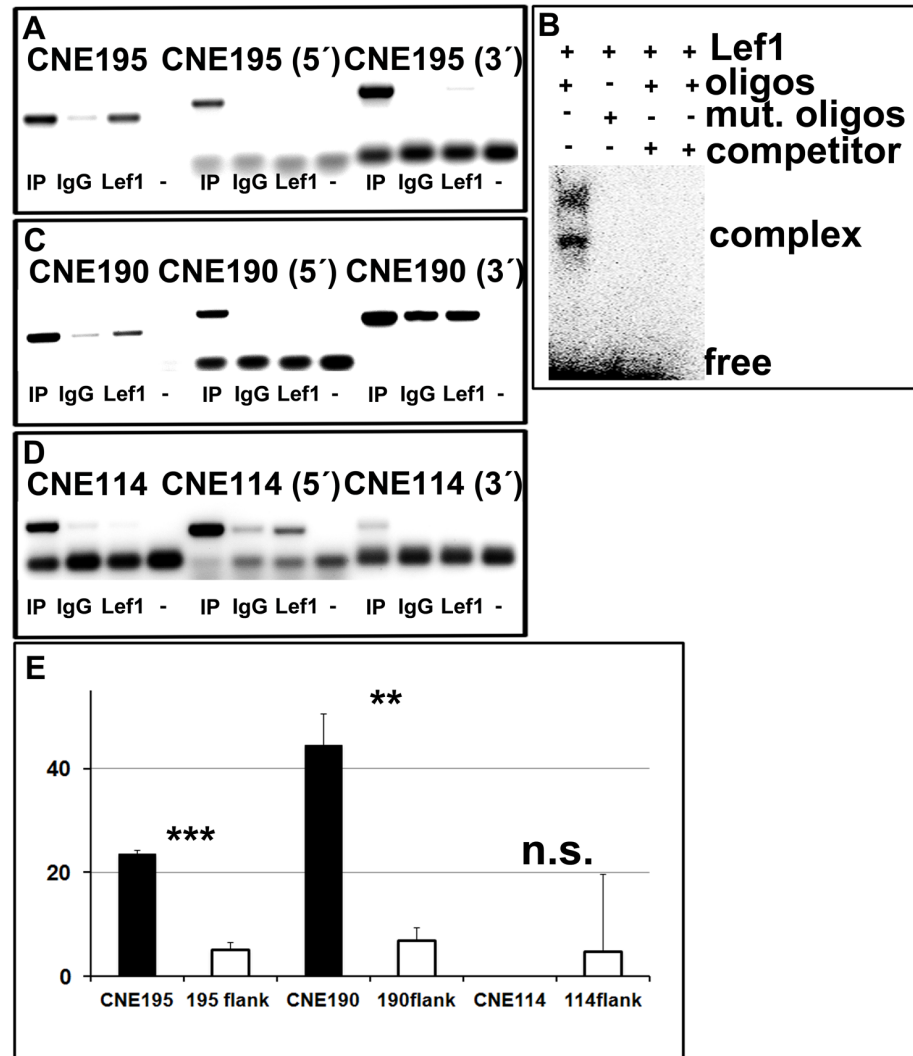 A
CNE195 CNE195 (5´) CNE195 (3´)
IP IgG Lef1 - IP IgG Lef1 - IP IgG Lef1 -
B
+ + + + Lef1
+ - + + oligos
- + - - mut. oligos
- - + + competitor
complex
free
C
CNE190 CNE190 (5´) CNE190 (3´)
IP IgG Lef1 - IP IgG Lef1 - IP IgG Lef1 -
D
CNE114 CNE114 (5´) CNE114 (3´)
IP IgG Lef1 - IP IgG Lef1 - IP IgG Lef1 -
E
**
40
***
n.s.
20
0
CNE195 195 flank CNE190 190flank CNE114 114flank